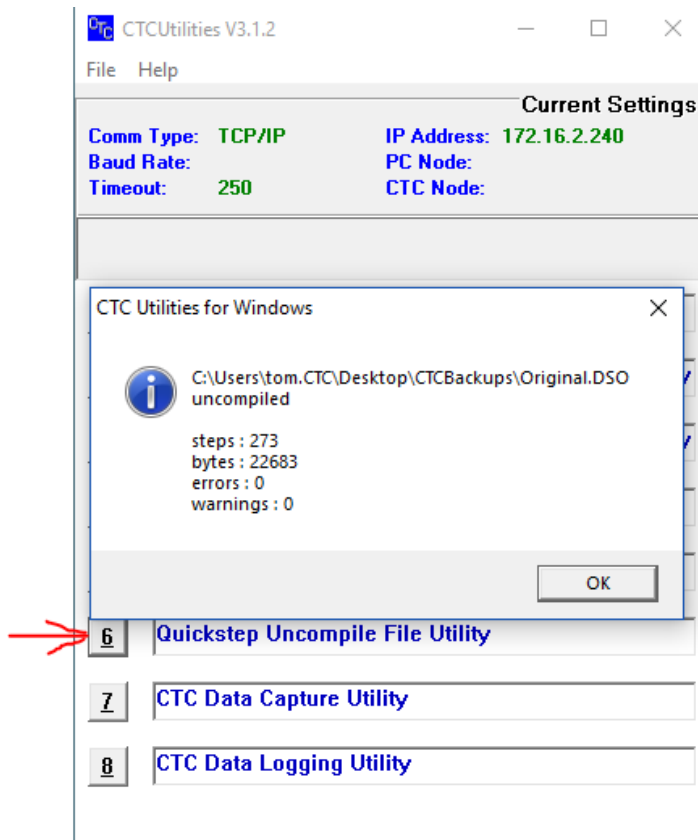 CTC CTCUtilities V3.1.2
File Help
Current Settings
Comm Type: TCP/IP IP Address: 172.16.2.240
Baud Rate: PC Node:
Timeout: 250 CTC Node:
CTC Utilities for Windows
C:\Users\tom.CTC\Desktop\CTCBackups\Original.DSO
uncompiled
steps : 273
bytes : 22683
errors : 0
warnings : 0
OK
6 Quickstep Uncompile File Utility
7 CTC Data Capture Utility
8 CTC Data Logging Utility